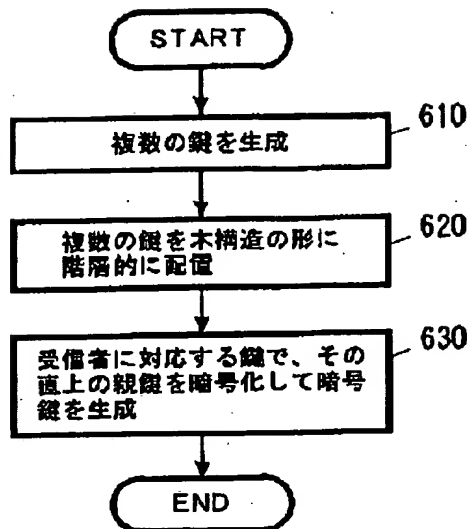 START
610
複数の鍵を生成
620
複数の鍵を木構造の形に
階層的に配置
630
受信者に対応する鍵で、その
直上の親鍵を暗号化して暗号
鍵を生成
END